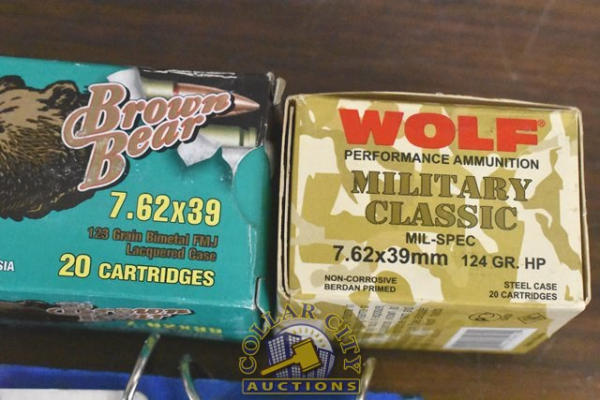 Brown
Bear
7.62x39
123 Grain Bimetal FMJ
Lacquered Case
SIA
20 CARTRIDGES
WOLF®
PERFORMANCE AMMUNITION
MILITARY
CLASSIC
MIL-SPEC
7.62x39mm 124 GR. HP
NON-CORROSIVE
BERDAN PRIMED
STEEL CASE
20 CARTRIDGES
COLLAR CITY
AUCTIONS